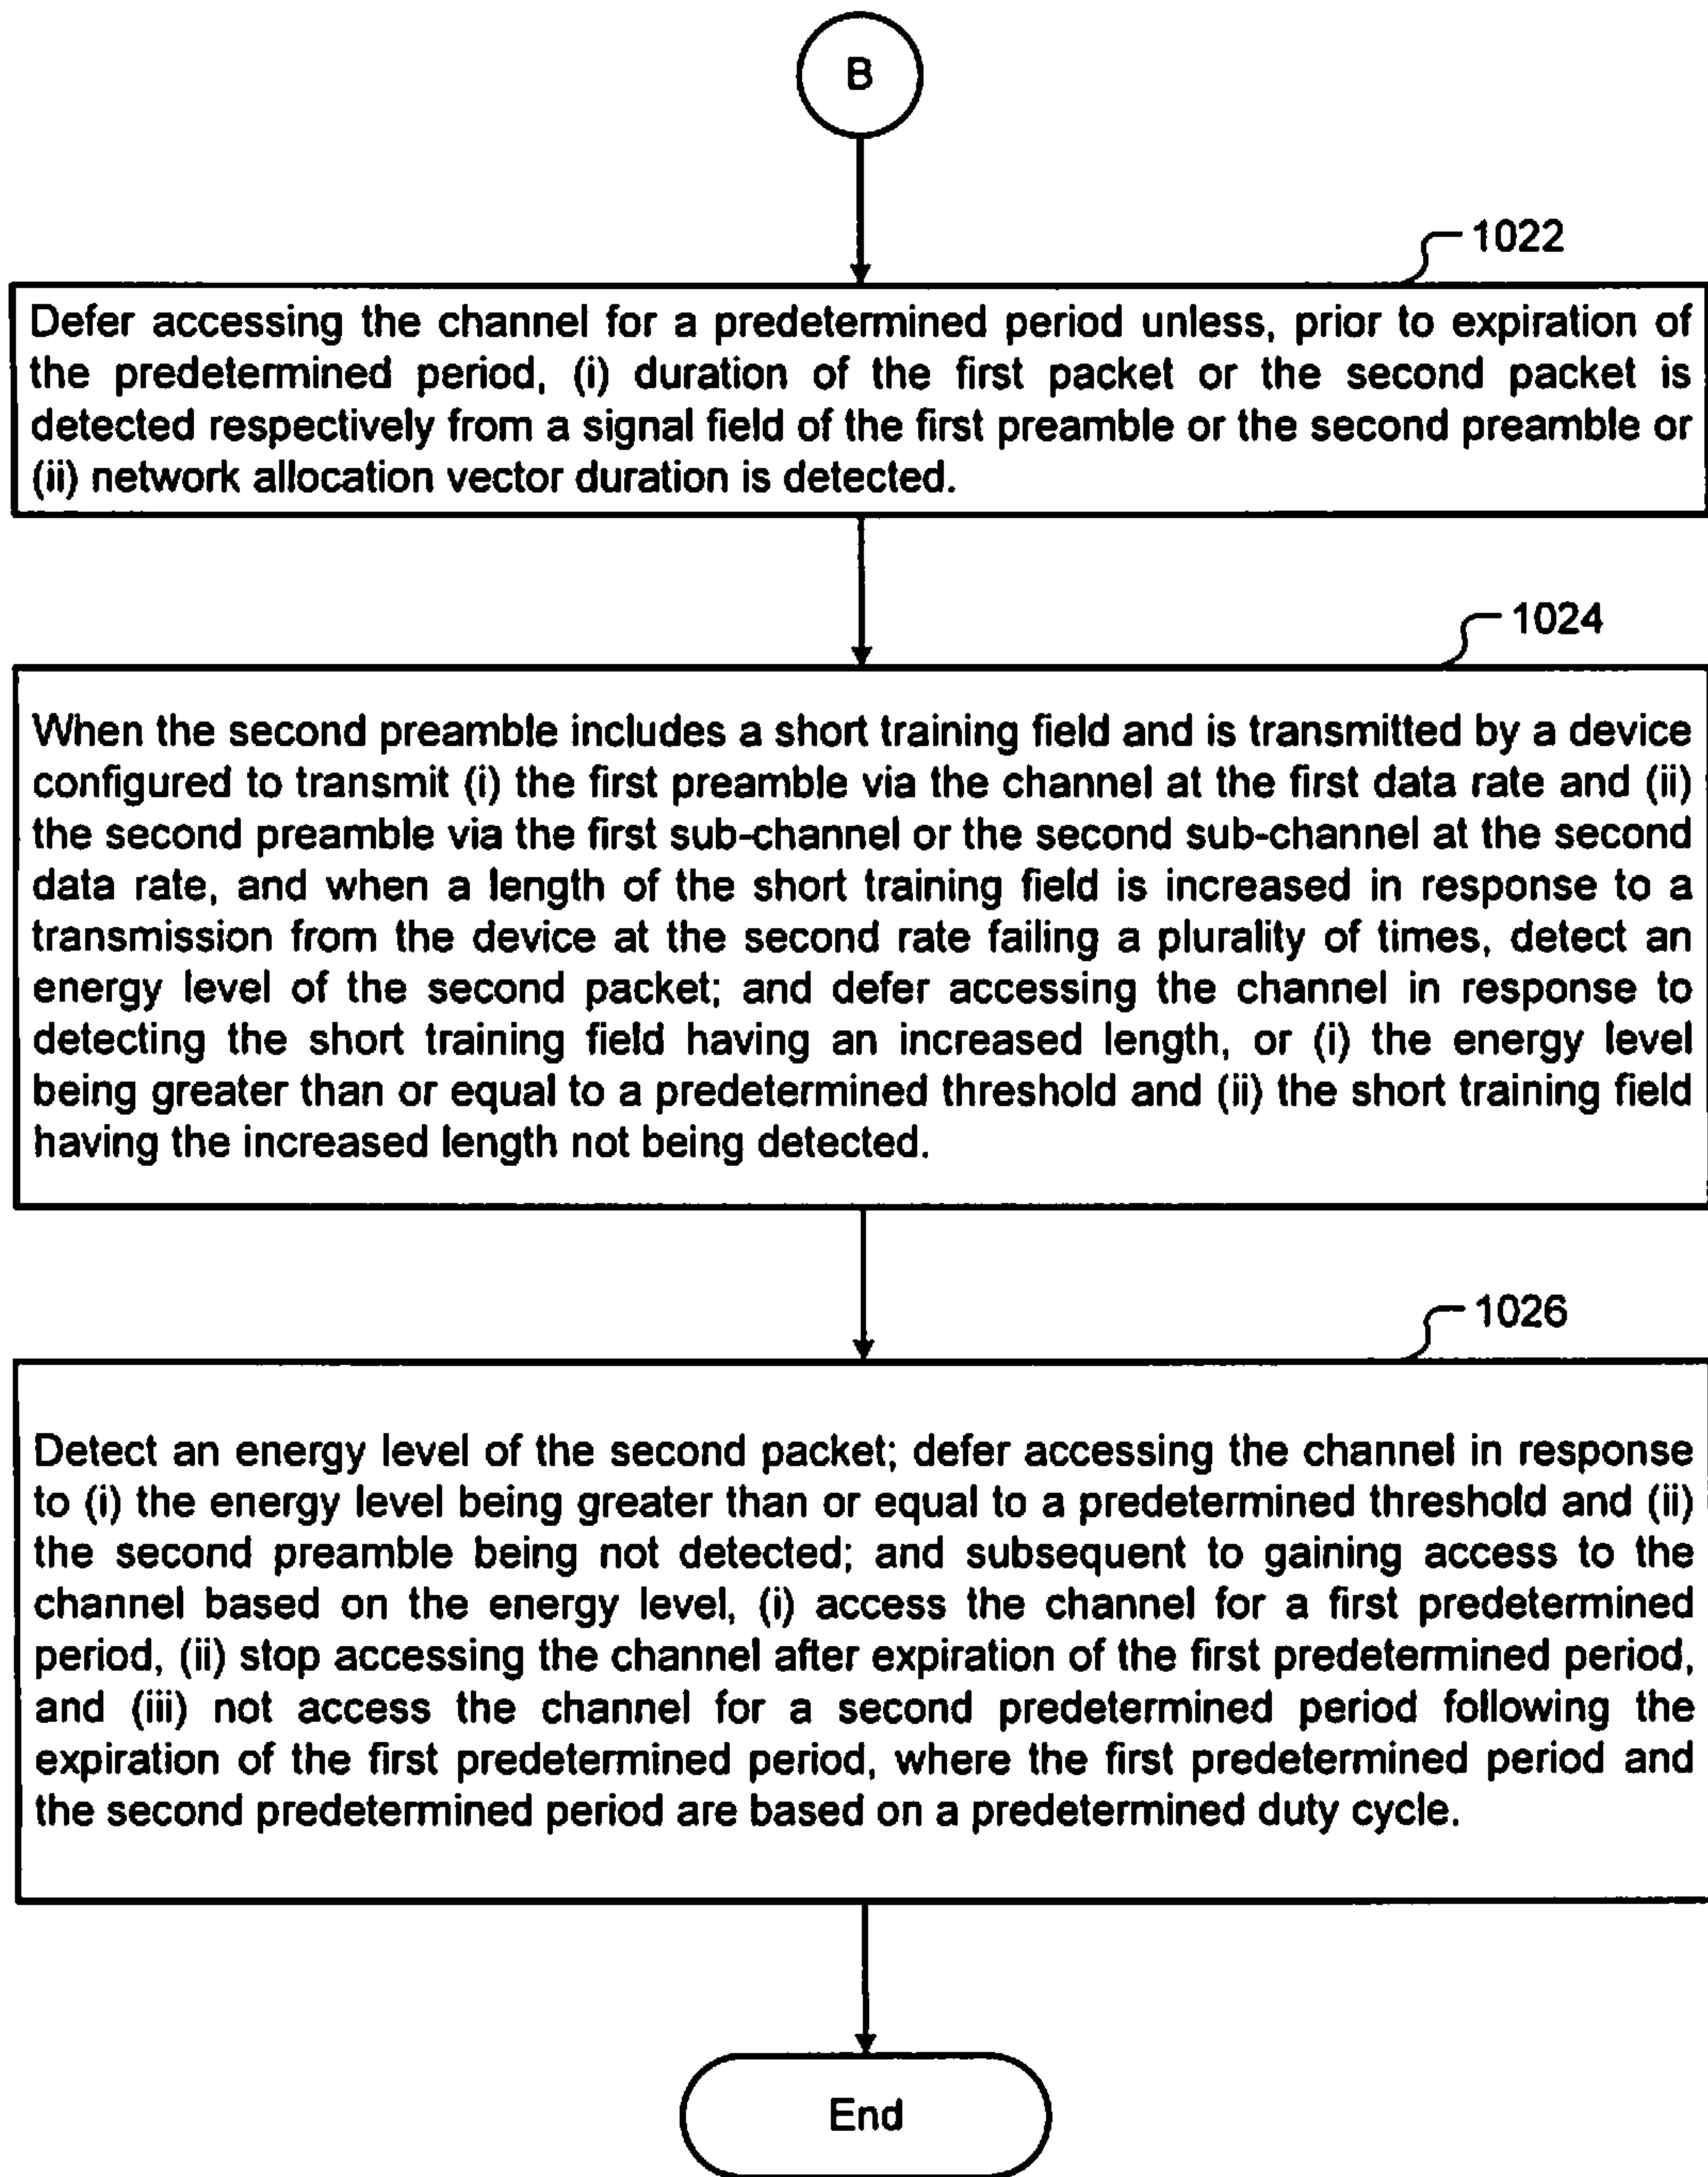 B
1022
Defer accessing the channel for a predetermined period unless, prior to expiration of
the predetermined period, (i) duration of the first packet or the second packet is
detected respectively from a signal field of the first preamble or the second preamble or
(ii) network allocation vector duration is detected.
1024
When the second preamble includes a short training field and is transmitted by a device
configured to transmit (i) the first preamble via the channel at the first data rate and (ii)
the second preamble via the first sub-channel or the second sub-channel at the second
data rate, and when a length of the short training field is increased in response to a
transmission from the device at the second rate failing a plurality of times, detect an
energy level of the second packet; and defer accessing the channel in response to
detecting the short training field having an increased length, or (i) the energy level
being greater than or equal to a predetermined threshold and (ii) the short training field
having the increased length not being detected.
1026
Detect an energy level of the second packet; defer accessing the channel in response
to (i) the energy level being greater than or equal to a predetermined threshold and (ii)
the second preamble being not detected; and subsequent to gaining access to the
channel based on the energy level, (i) access the channel for a first predetermined
period, (ii) stop accessing the channel after expiration of the first predetermined period,
and (iii) not access the channel for a second predetermined period following the
expiration of the first predetermined period, where the first predetermined period and
the second predetermined period are based on a predetermined duty cycle.
End